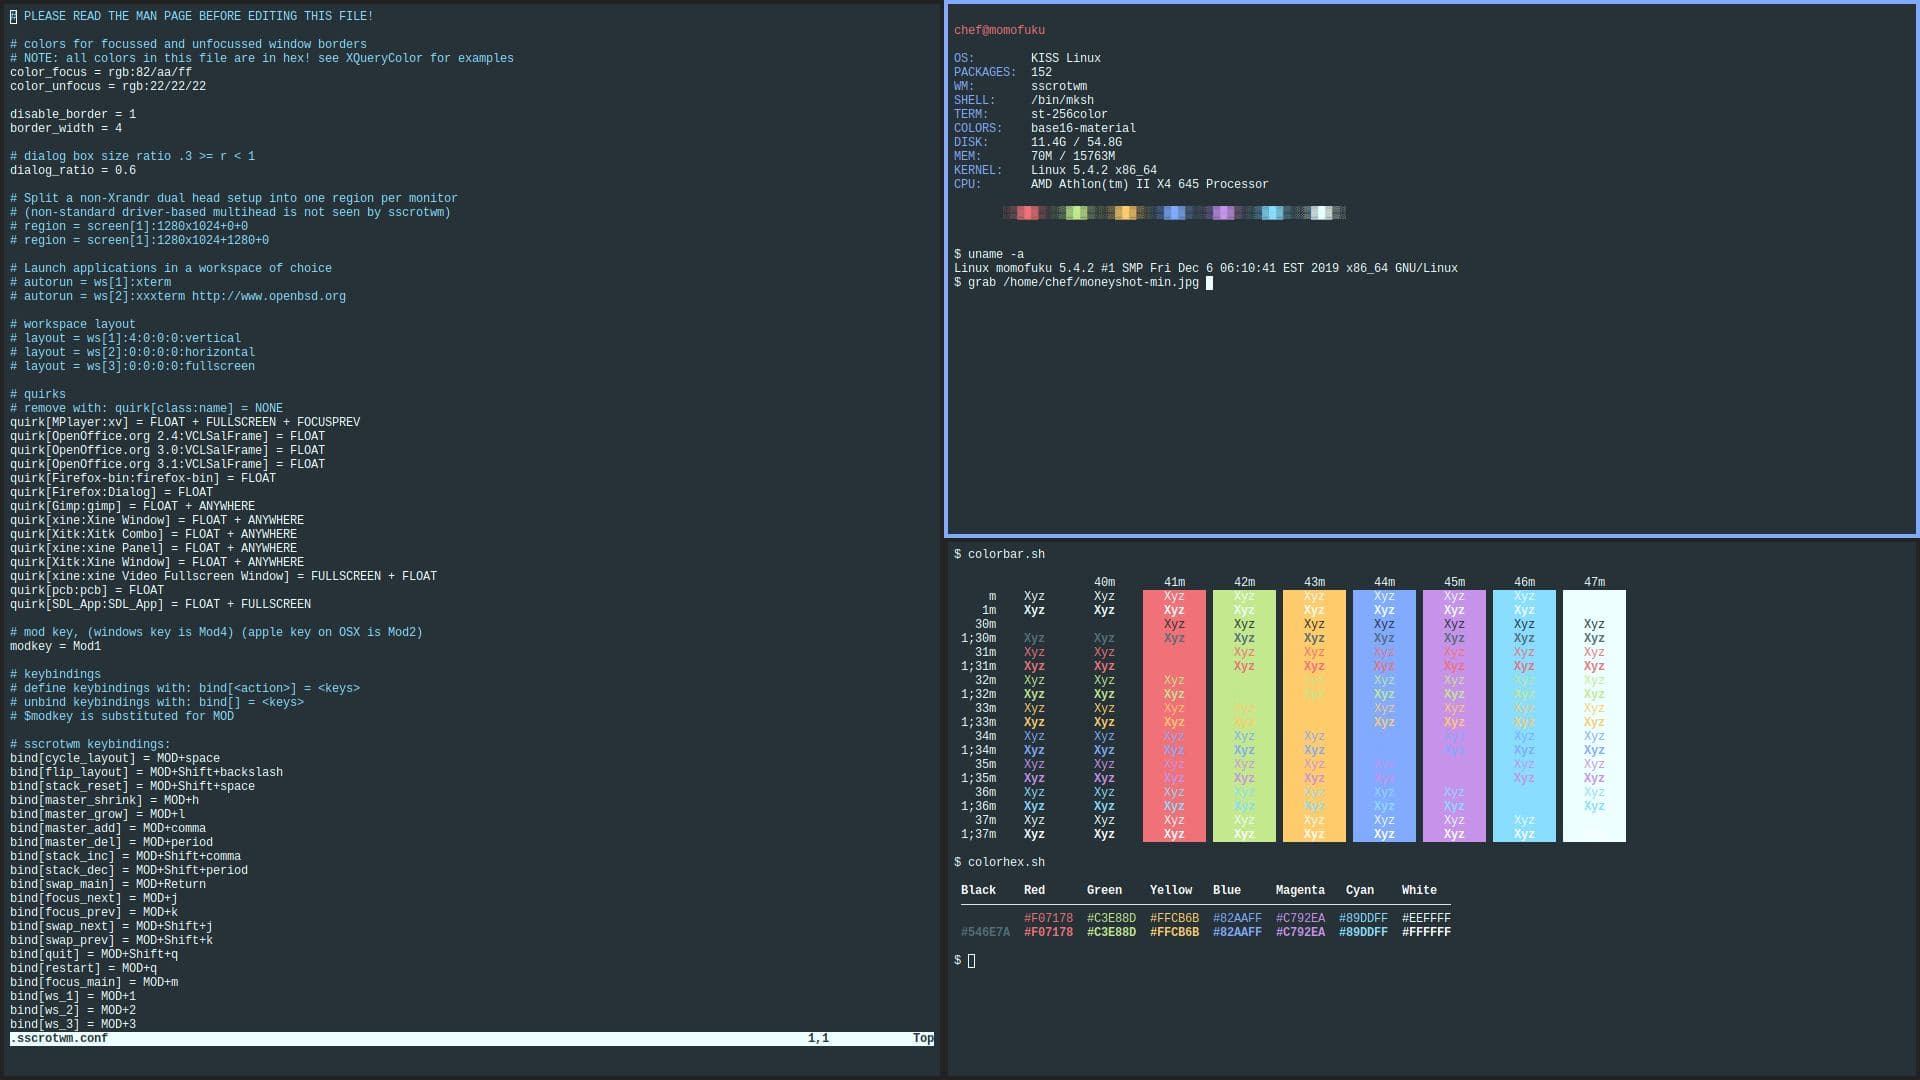 # PLEASE READ THE MAN PAGE BEFORE EDITING THIS FILE!
# colors for focussed and unfocussed window borders
# NOTE: all colors in this file are in hex! see XQueryColor for examples
color_focus = rgb:82/aa/ff
color_unfocus = rgb:22/22/22
disable_border = 1
border_width = 4
# dialog box size ratio .3 >= r < 1
dialog_ratio = 0.6
# Split a non-Xrandr dual head setup into one region per monitor
# (non-standard driver-based multihead is not seen by sscrotwm)
# region = screen[1]:1280x1024+0+0
# region = screen[1]:1280x1024+1280+0
# Launch applications in a workspace of choice
# autorun = ws[1]:xterm
# autorun = ws[2]:xxxterm http://www.openbsd.org
# workspace layout
# layout = ws[1]:4:0:0:0:vertical
# layout = ws[2]:0:0:0:0:horizontal
# layout = ws[3]:0:0:0:0:fullscreen
# quirks
# remove with: quirk[class:name] = NONE
quirk[MPlayer:xv] = FLOAT + FULLSCREEN + FOCUSPREV
quirk[OpenOffice.org 2.4:VCLSalFrame] = FLOAT
quirk[OpenOffice.org 3.0:VCLSalFrame] = FLOAT
quirk[OpenOffice.org 3.1:VCLSalFrame] = FLOAT
quirk[Firefox-bin:firefox-bin] = FLOAT
quirk[Firefox:Dialog] = FLOAT
quirk[Gimp:gimp] = FLOAT + ANYWHERE
quirk[xine:Xine Window] = FLOAT + ANYWHERE
quirk[Xitk:Xitk Combo] = FLOAT + ANYWHERE
quirk[xine:xine Panel] = FLOAT + ANYWHERE
quirk[Xitk:Xine Window] = FLOAT + ANYWHERE
quirk[xine:xine Video Fullscreen Window] = FULLSCREEN + FLOAT
quirk[pcb:pcb] = FLOAT
quirk[SDL_App:SDL_App] = FLOAT + FULLSCREEN
# mod key, (windows key is Mod4) (apple key on OSX is Mod2)
modkey = Mod1
# keybindings
# define keybindings with: bind[<action>] = <keys>
# unbind keybindings with: bind[] = <keys>
# $modkey is substituted for MOD
# sscrotwm keybindings:
bind[cycle_layout] = MOD+space
bind[flip_layout] = MOD+Shift+backslash
bind[stack_reset] = MOD+Shift+space
bind[master_shrink] = MOD+h
bind[master_grow] = MOD+l
bind[master_add] = MOD+comma
bind[master_del] = MOD+period
bind[stack_inc] = MOD+Shift+comma
bind[stack_dec] = MOD+Shift+period
bind[swap_main] = MOD+Return
bind[focus_next] = MOD+j
bind[focus_prev] = MOD+k
bind[swap_next] = MOD+Shift+j
bind[swap_prev] = MOD+Shift+k
bind[quit] = MOD+Shift+q
bind[restart] = MOD+q
bind[focus_main] = MOD+m
bind[ws_1] = MOD+1
bind[ws_2] = MOD+2
bind[ws_3] = MOD+3
.sscrotwm.conf 1,1 Top
chef@momofuku
OS: KISS Linux
PACKAGES: 152
WM: sscrotwm
SHELL: /bin/mksh
TERM: st-256color
COLORS: base16-material
DISK: 11.4G / 54.8G
MEM: 70M / 15763M
KERNEL: Linux 5.4.2 x86_64
CPU: AMD Athlon(tm) II X4 645 Processor
$ uname -a
Linux momofuku 5.4.2 #1 SMP Fri Dec 6 06:10:41 EST 2019 x86_64 GNU/Linux
$ grab /home/chef/moneyshot-min.jpg
$ colorbar.sh
40m 41m 42m 43m 44m 45m 46m 47m
m Xyz Xyz Xyz Xyz Xyz Xyz Xyz Xyz
1m Xyz Xyz Xyz Xyz Xyz Xyz Xyz Xyz
30m Xyz Xyz Xyz Xyz Xyz Xyz Xyz
1;30m Xyz Xyz Xyz Xyz Xyz Xyz Xyz Xyz Xyz
31m Xyz Xyz Xyz Xyz Xyz Xyz Xyz Xyz
1;31m Xyz Xyz Xyz Xyz Xyz Xyz Xyz Xyz
32m Xyz Xyz Xyz Xyz Xyz Xyz Xyz
1;32m Xyz Xyz Xyz Xyz Xyz Xyz Xyz Xyz
33m Xyz Xyz Xyz Xyz Xyz Xyz Xyz Xyz
1;33m Xyz Xyz Xyz Xyz Xyz Xyz Xyz Xyz
34m Xyz Xyz Xyz Xyz Xyz Xyz Xyz
1;34m Xyz Xyz Xyz Xyz Xyz Xyz Xyz Xyz
35m Xyz Xyz Xyz Xyz Xyz Xyz Xyz Xyz
1;35m Xyz Xyz Xyz Xyz Xyz Xyz Xyz Xyz
36m Xyz Xyz Xyz Xyz Xyz Xyz Xyz Xyz
1;36m Xyz Xyz Xyz Xyz Xyz Xyz Xyz Xyz
37m Xyz Xyz Xyz Xyz Xyz Xyz Xyz Xyz
1;37m Xyz Xyz Xyz Xyz Xyz Xyz Xyz Xyz
$ colorhex.sh
Black Red Green Yellow Blue Magenta Cyan White
#F07178 #C3E88D #FFCB6B #82AAFF #C792EA #89DDFF #EEFFFF
#546E7A #F07178 #C3E88D #FFCB6B #82AAFF #C792EA #89DDFF #FFFFFF
$